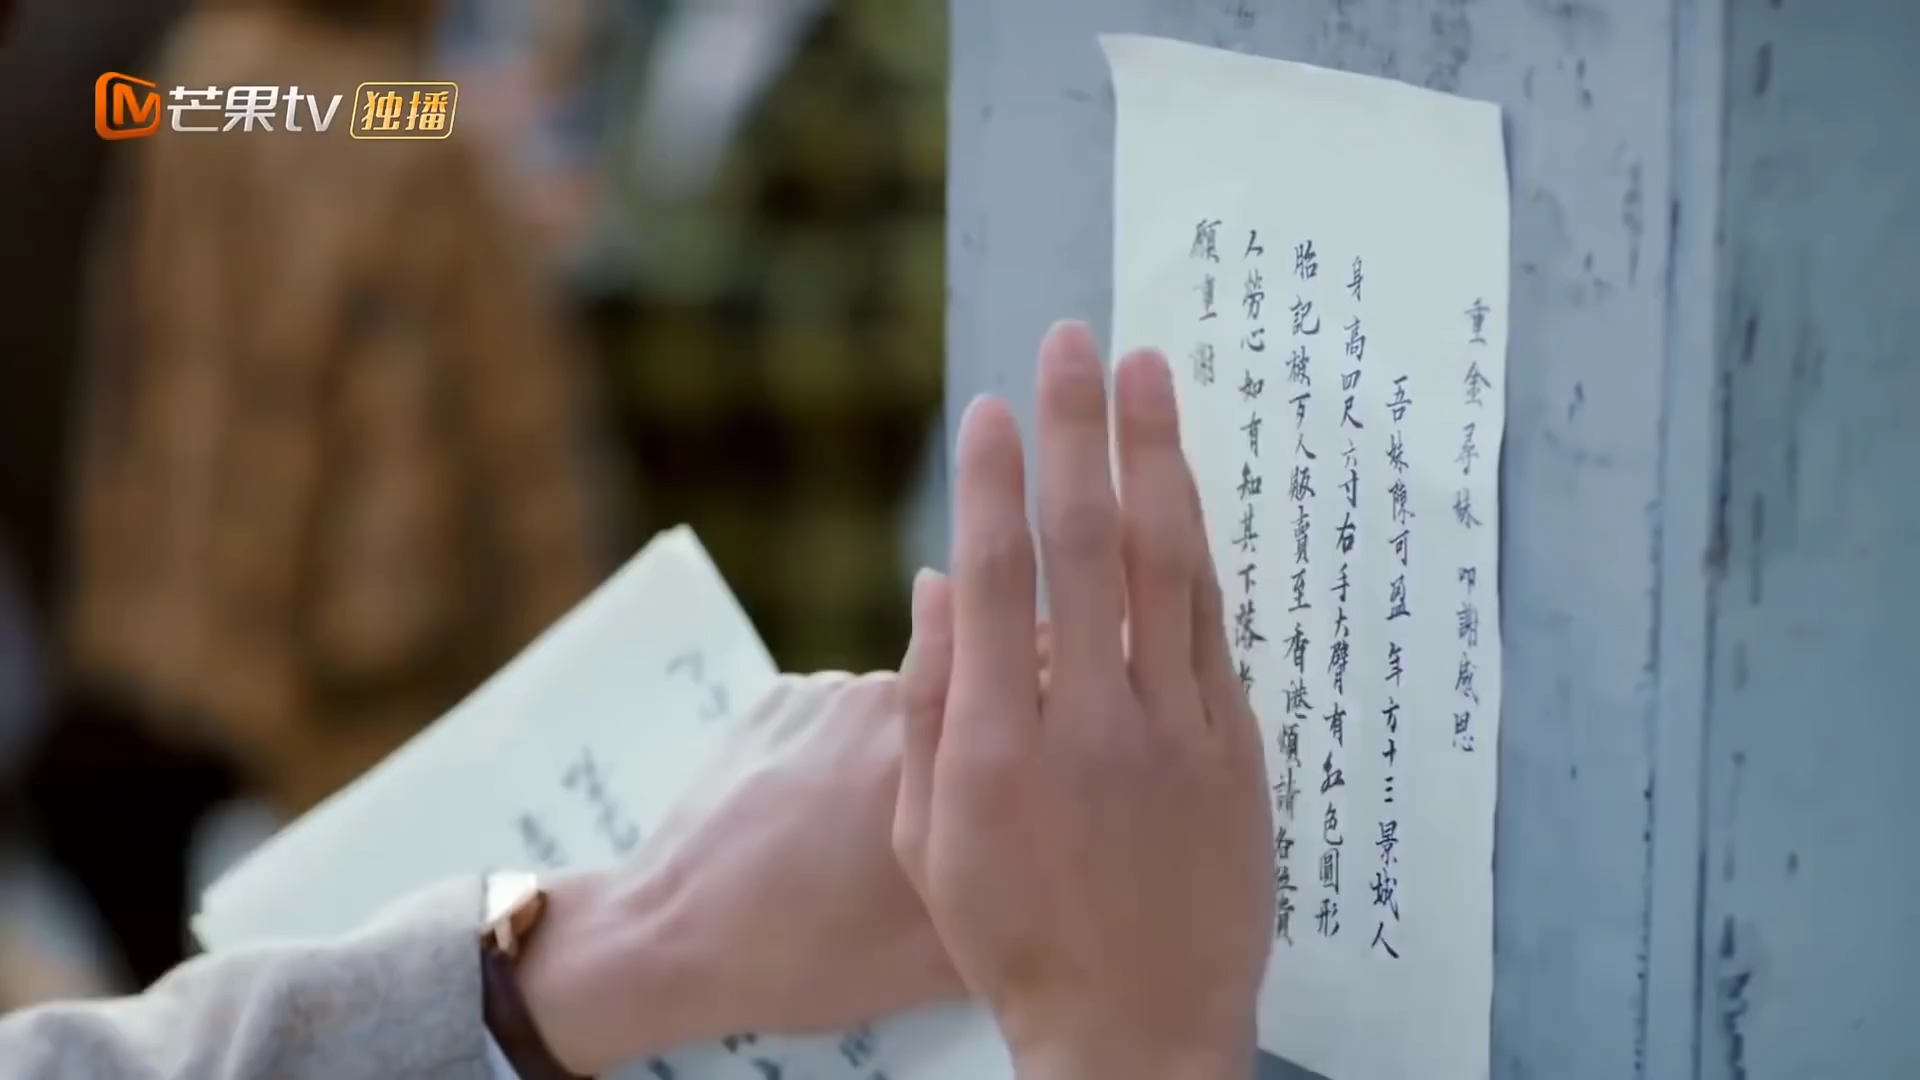 芒果tv 独播
重金尋妹 叩謝感思
吾妹陳可盈年方十三景城人
身高四尺六寸右手大臂有紅色圓形
胎記被歹人販賣至香港煩請各位貴
人勞心如有知其下落
願重謝